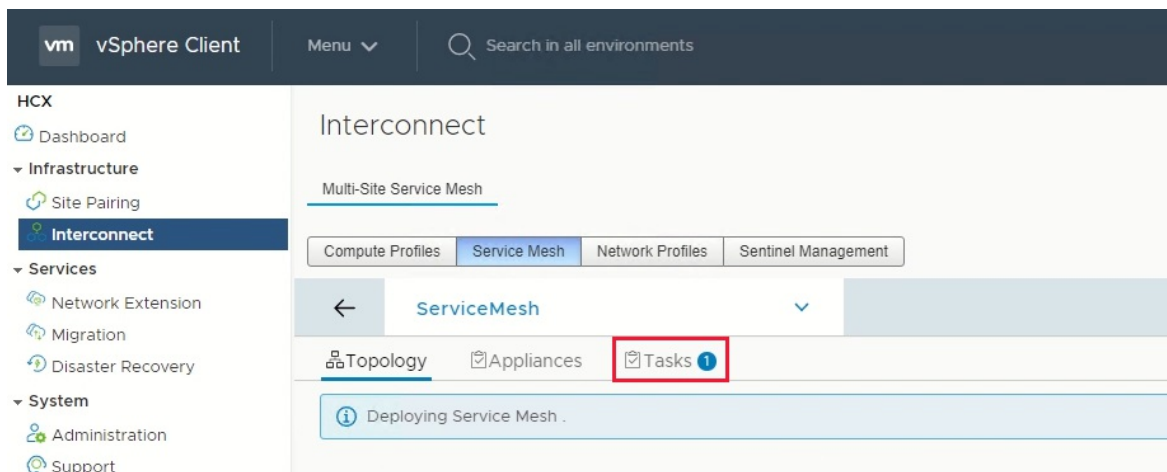 vm vSphere Client Menu Search in all environments
HCX
Dashboard
Infrastructure
Site Pairing
Interconnect
Services
Network Extension
Migration
Disaster Recovery
System
Administration
Support
Interconnect
Multi-Site Service Mesh
Compute Profiles Service Mesh Network Profiles Sentinel Management
ServiceMesh
Topology Appliances Tasks 1
Deploying Service Mesh .